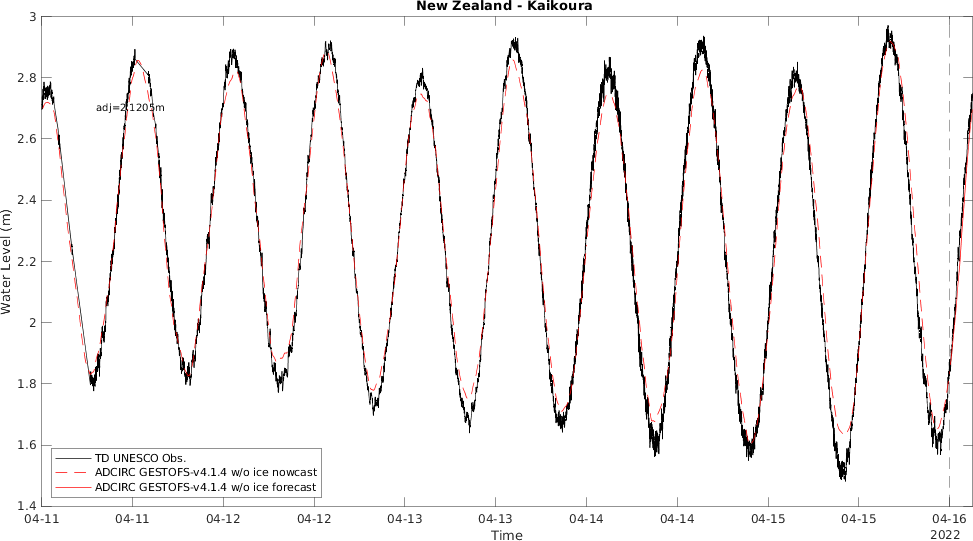 New Zealand - Kaikoura
3
2.8
2.6
2.4
2.2
2
1.8
1.6
1.4
Water Level (m)
adj=2.1205m
TD UNESCO Obs.
ADCIRC GESTOFS-v4.1.4 w/o ice nowcast
ADCIRC GESTOFS-v4.1.4 w/o ice forecast
04-11 04-11 04-12 04-12 04-13 04-13 04-14 04-14 04-15 04-15 04-16
Time
2022